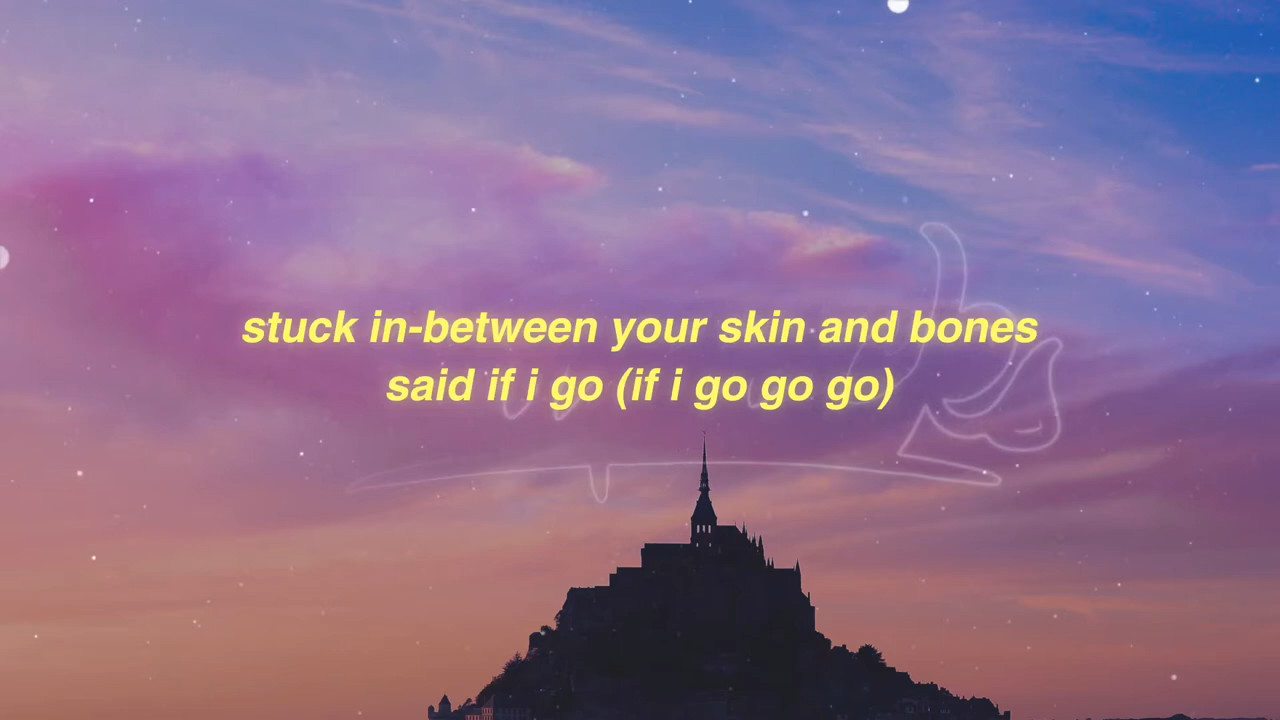 stuck in-between your skin and bones
said if i go (if i go go go)